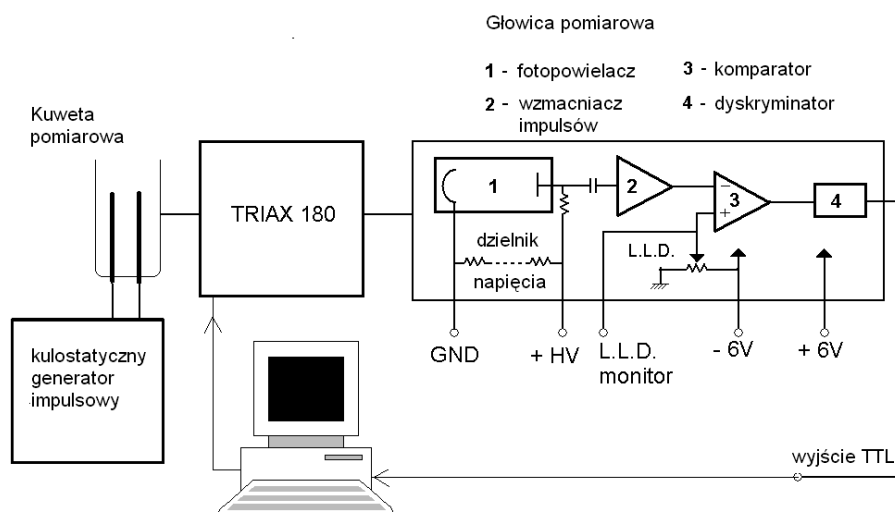 Głowica pomiarowa
1 - fotopowielacz
2 - wzmacniacz
impulsów
3 - komparator
4 - dyskryminator
Kuweta
pomiarowa
TRIAX 180
1
2
3
4
−
+
dzielnik
napięcia
L.L.D.
GND
+ HV
L.L.D.
monitor
- 6V
+ 6V
kulostatyczny
generator
impulsowy
wyjście TTL